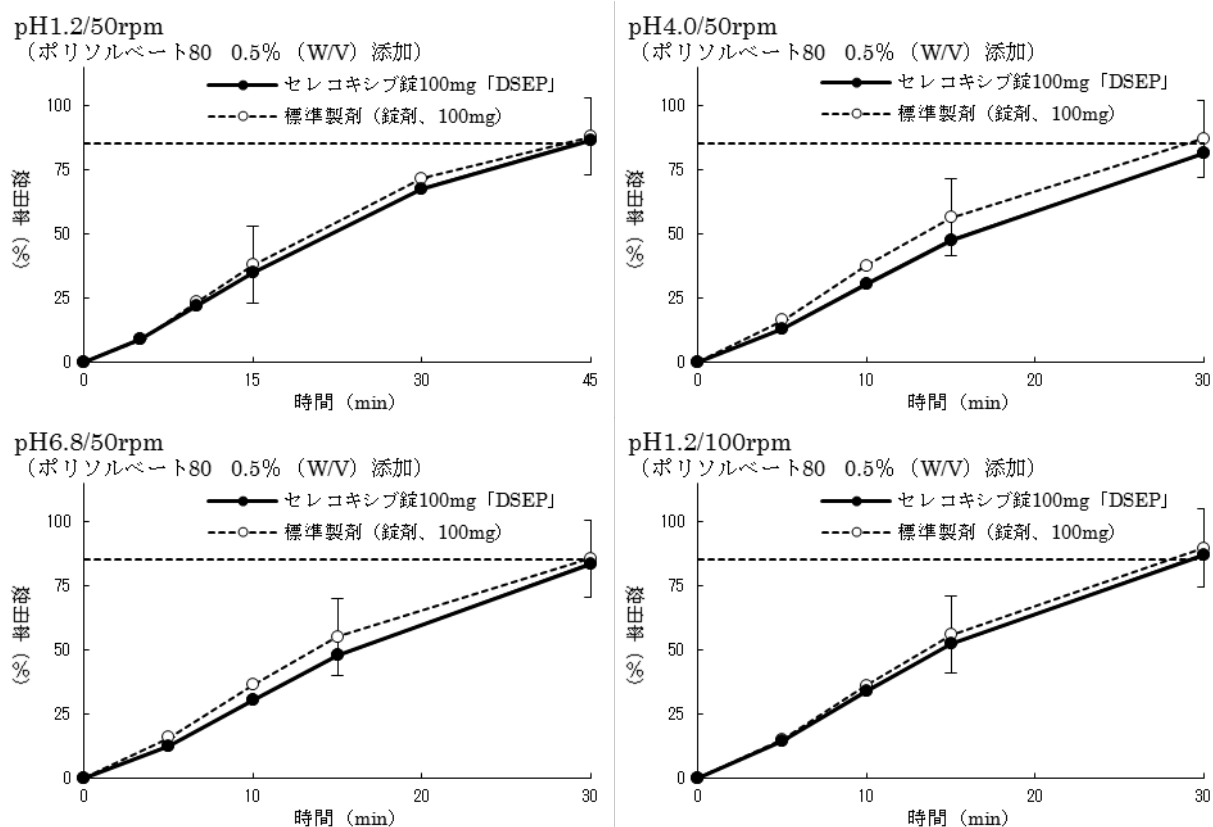 pH1.2/50rpm
（ポリソルベート80　0.5％（W/V）添加）
セレコキシブ錠100mg「DSEP」
標準製剤（錠剤、100mg）
100
75
50
25
0
溶出率（％）
0 15 30 45
時間（min）
pH4.0/50rpm
（ポリソルベート80　0.5％（W/V）添加）
セレコキシブ錠100mg「DSEP」
標準製剤（錠剤、100mg）
100
75
50
25
0
溶出率（％）
0 10 20 30
時間（min）
pH6.8/50rpm
（ポリソルベート80　0.5％（W/V）添加）
セレコキシブ錠100mg「DSEP」
標準製剤（錠剤、100mg）
100
75
50
25
0
溶出率（％）
0 10 20 30
時間（min）
pH1.2/100rpm
（ポリソルベート80　0.5％（W/V）添加）
セレコキシブ錠100mg「DSEP」
標準製剤（錠剤、100mg）
100
75
50
25
0
溶出率（％）
0 10 20 30
時間（min）